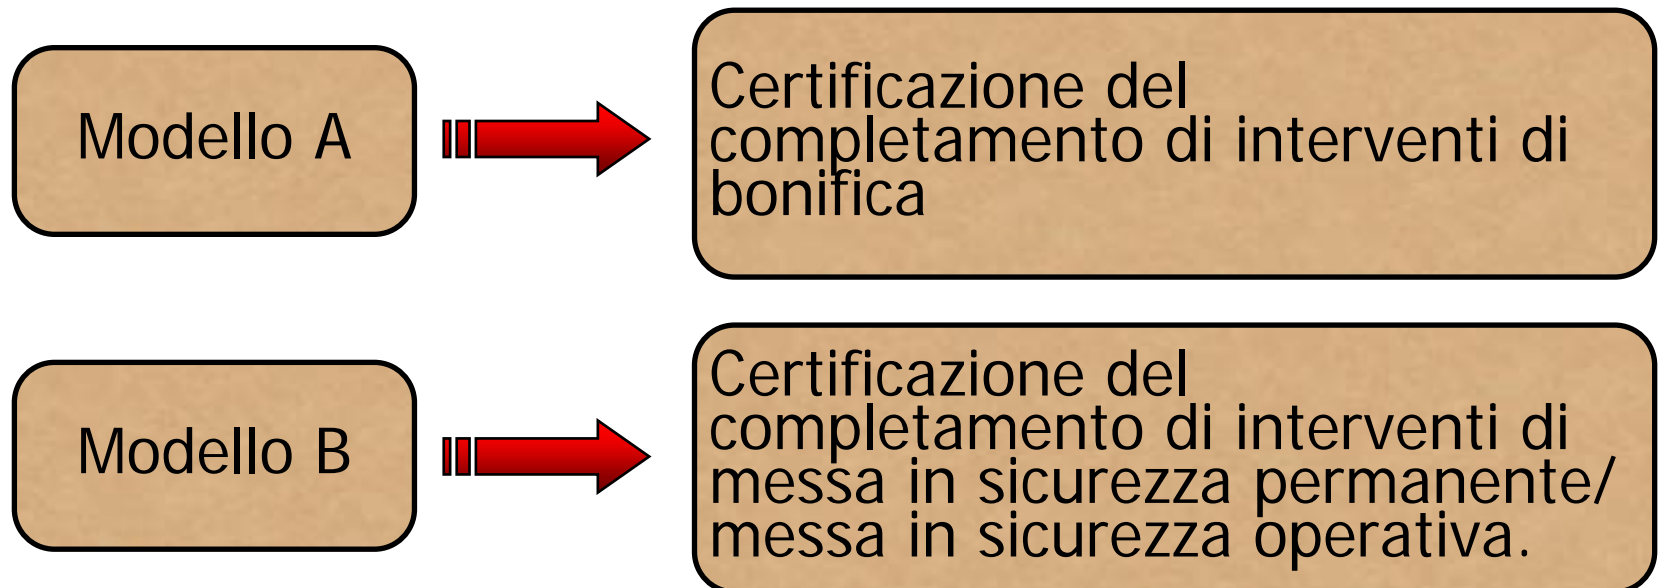 Modello A
Certificazione del
completamento di interventi di
bonifica
Modello B
Certificazione del
completamento di interventi di
messa in sicurezza permanente/
messa in sicurezza operativa.